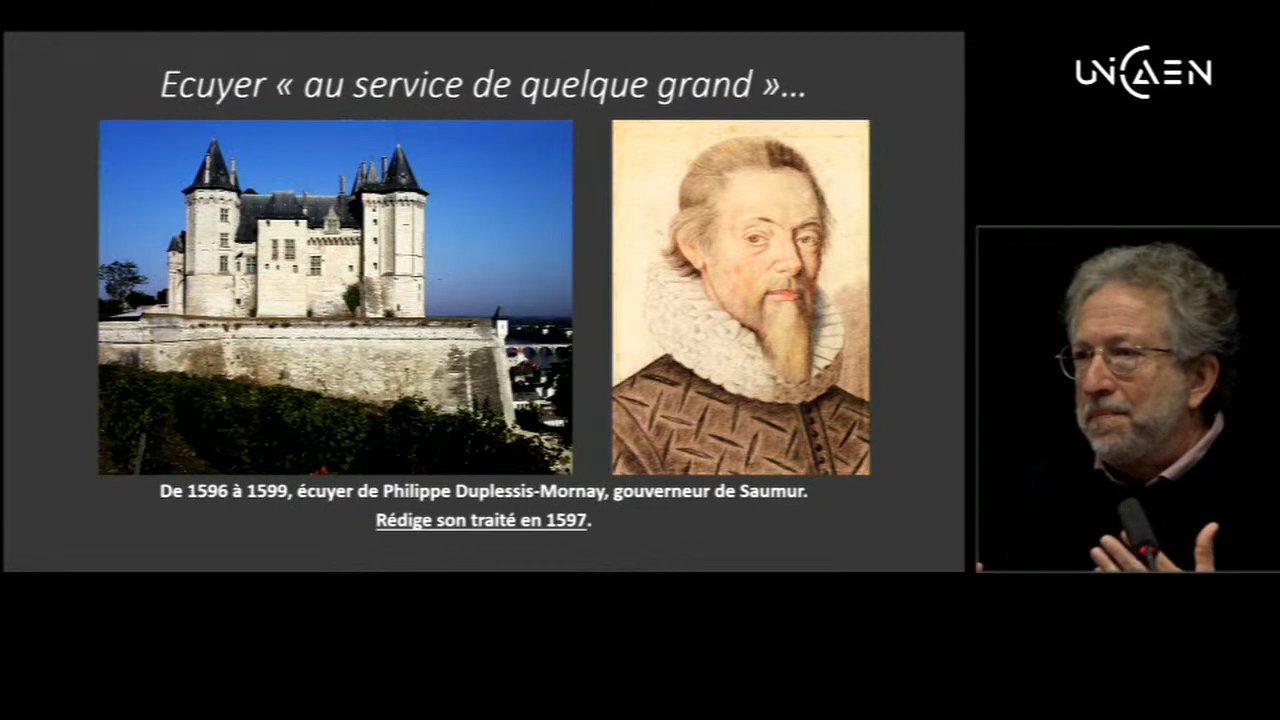 Ecuyer « au service de quelque grand »...
UNICAEN
De 1596 à 1599, écuyer de Philippe Duplessis-Mornay, gouverneur de Saumur.
Rédige son traité en 1597.